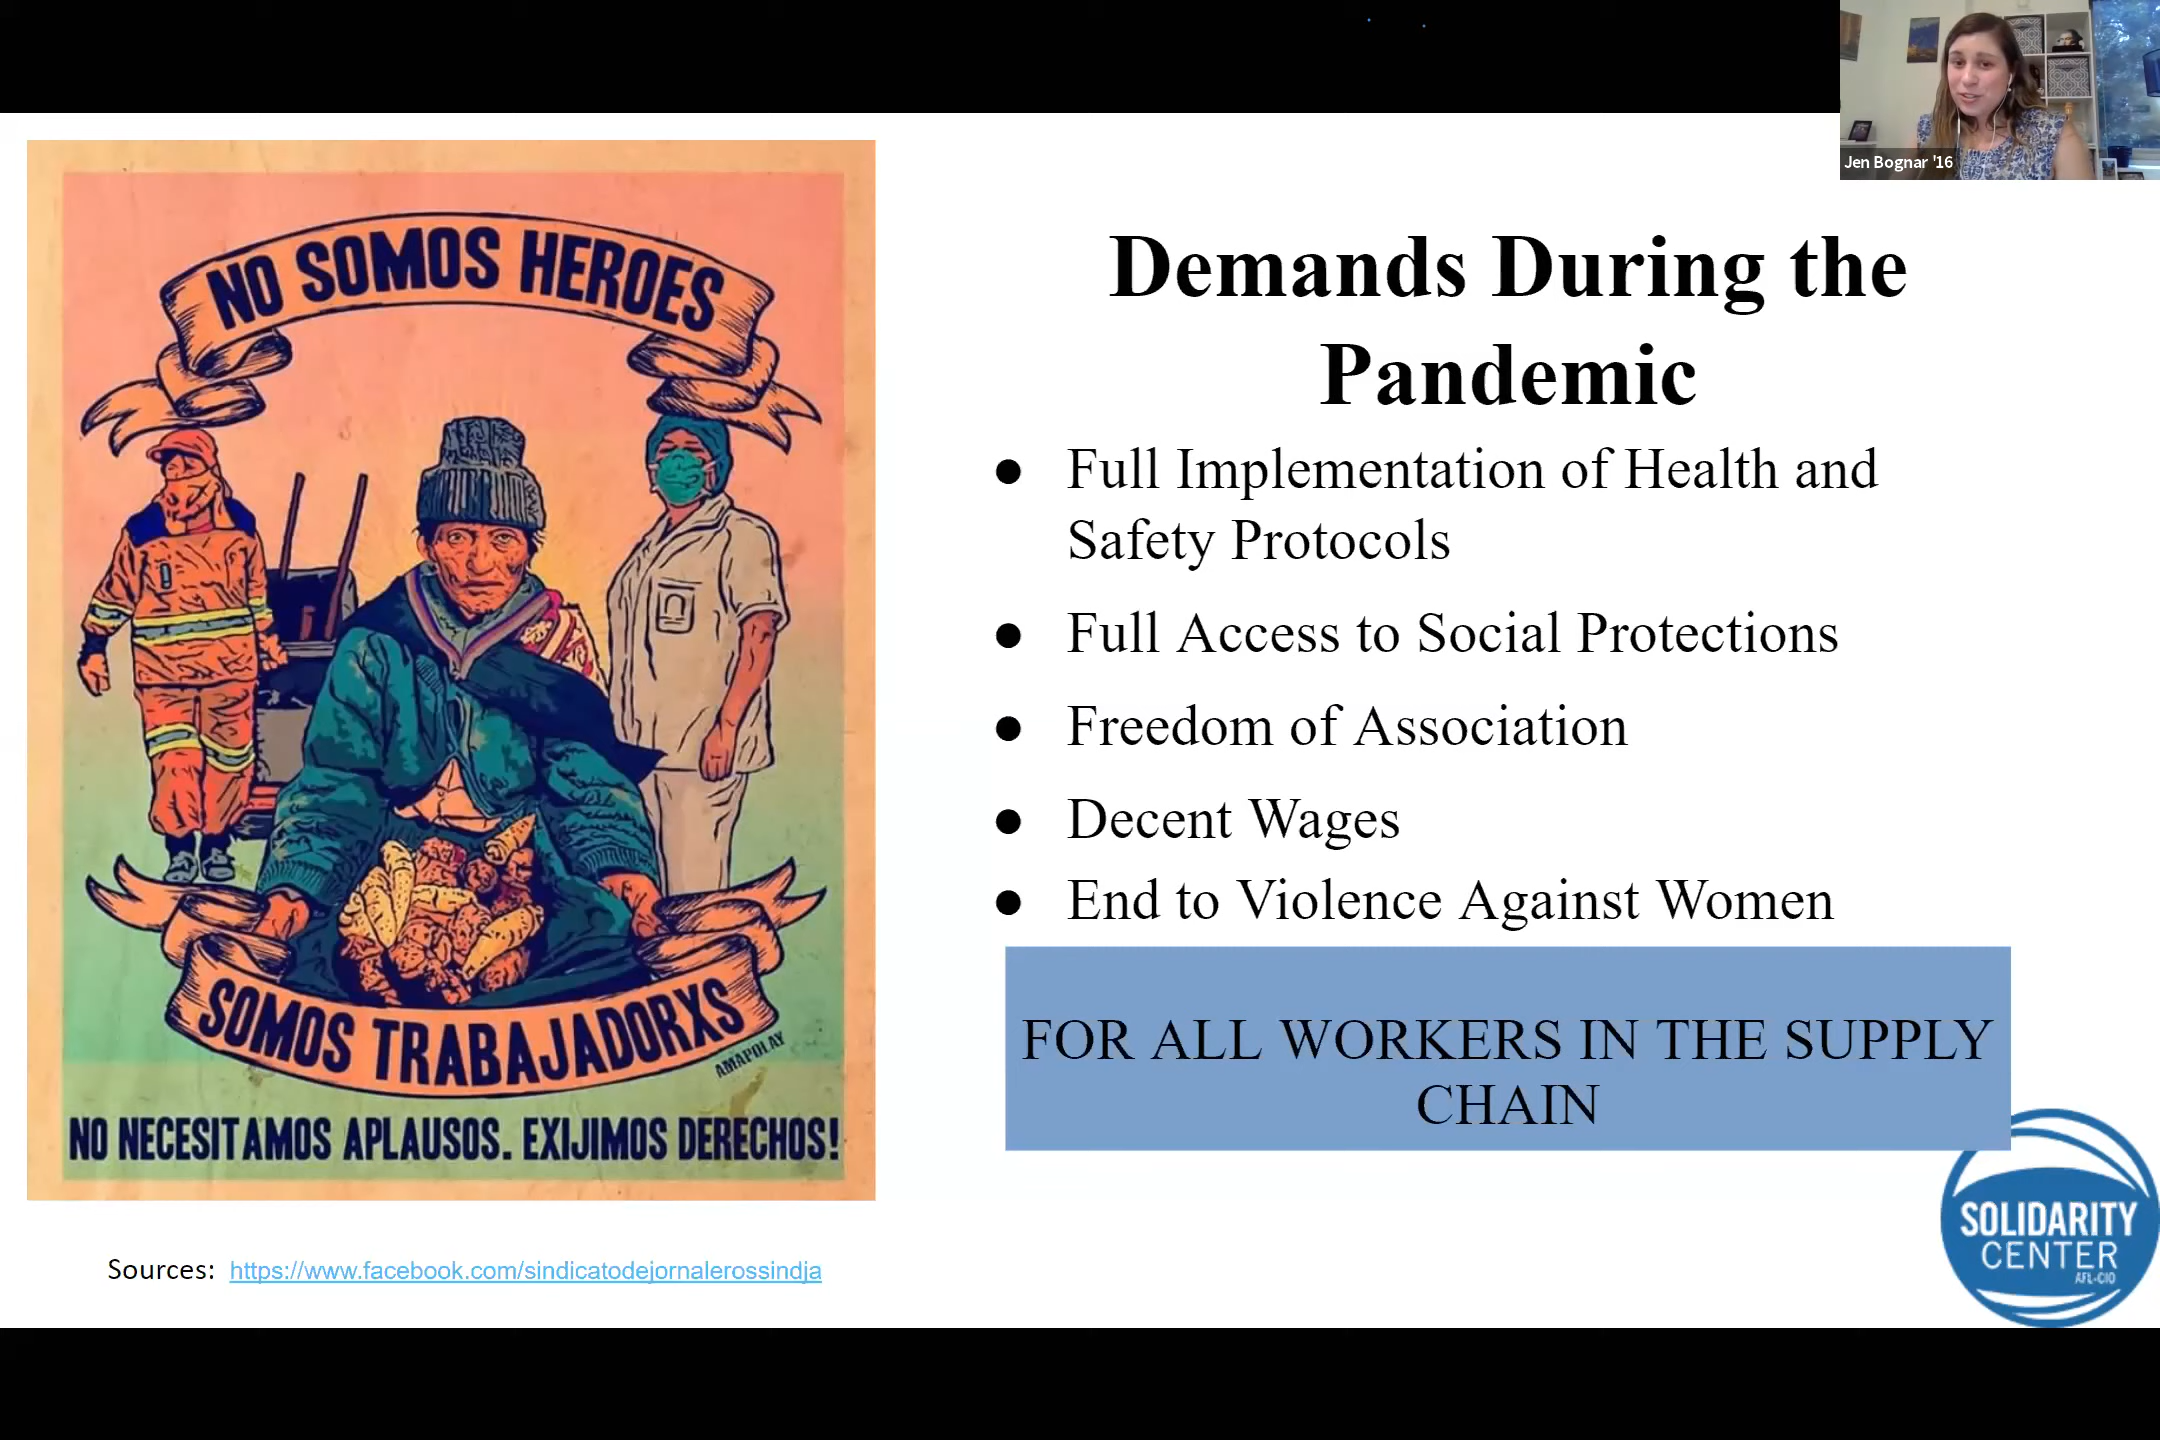 Jen Bognar '16
NO SOMOS HEROES
SOMOS TRABAJADORXS
AMAPOLAY
NO NECESITAMOS APLAUSOS. EXIJIMOS DERECHOS!
Sources: https://www.facebook.com/sindicatodejornalerossindja
Demands During the
Pandemic
● Full Implementation of Health and
Safety Protocols
● Full Access to Social Protections
● Freedom of Association
● Decent Wages
● End to Violence Against Women
FOR ALL WORKERS IN THE SUPPLY
CHAIN
SOLIDARITY
CENTER
AFL-CIO